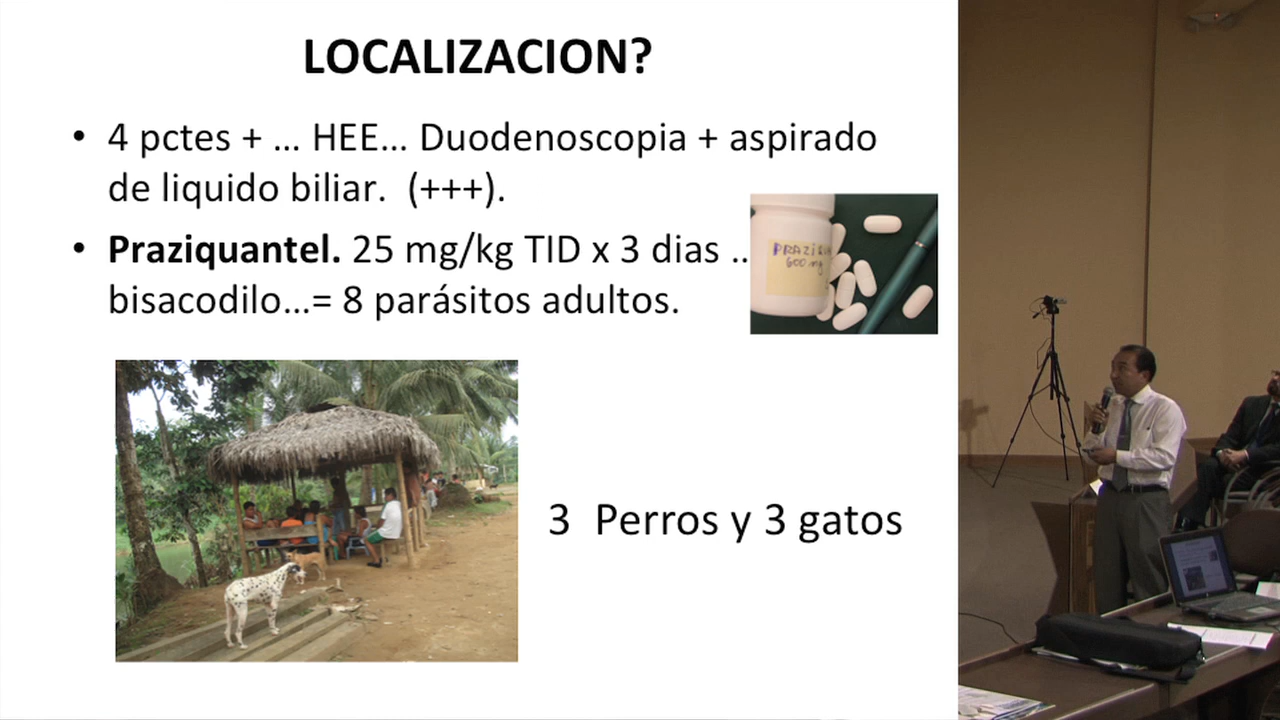 LOCALIZACION?
• 4 pctes + ... HEE... Duodenoscopia + aspirado
de liquido biliar. (+++).
• Praziquantel. 25 mg/kg TID x 3 dias ..
bisacodilo...= 8 parásitos adultos.
600 mg
3 Perros y 3 gatos